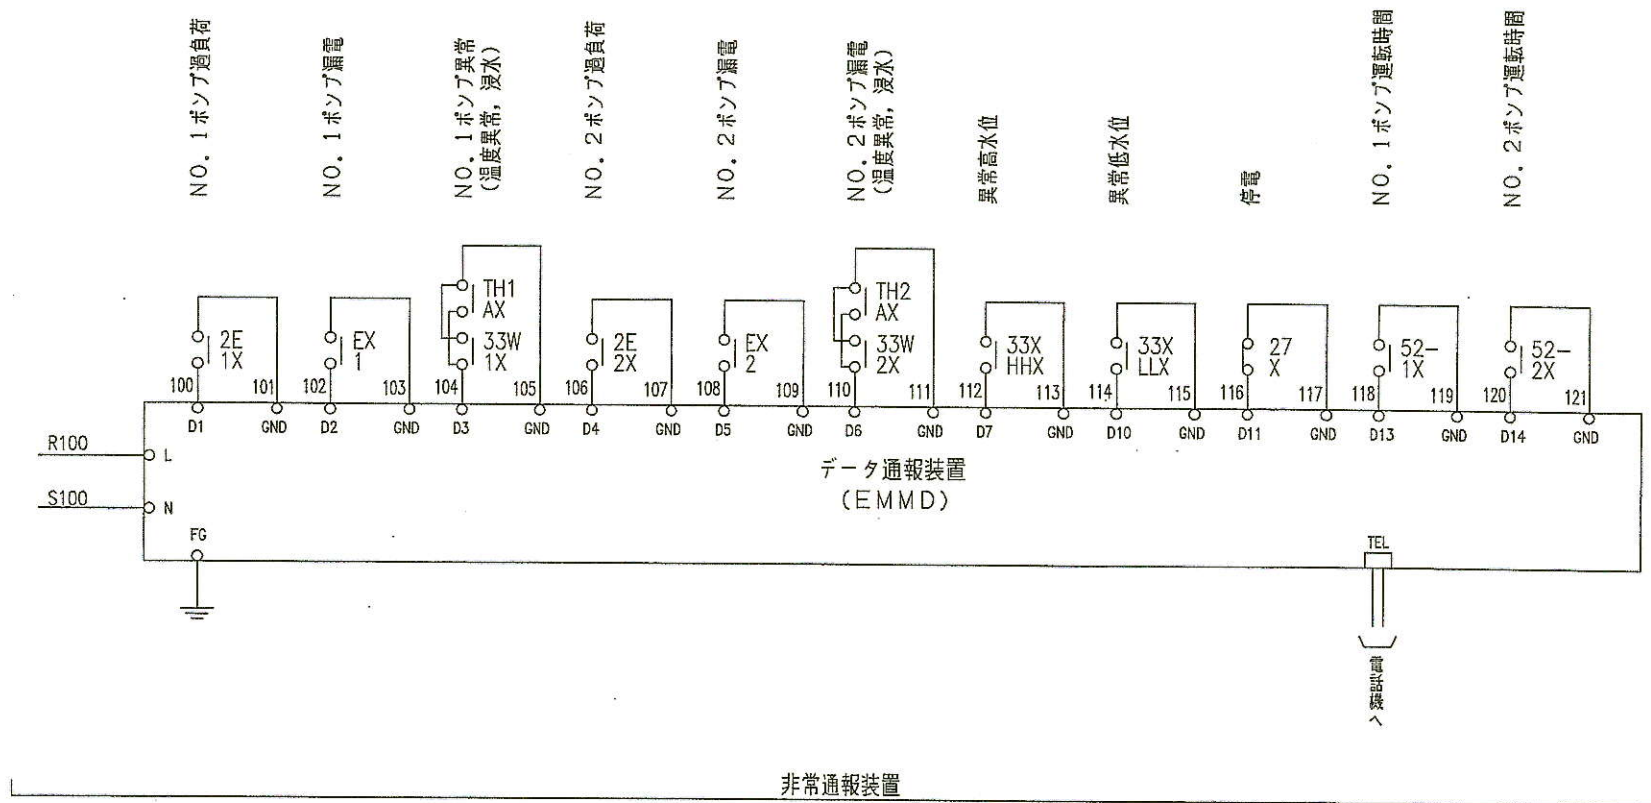 NO. 1ポンプ過負荷
NO. 1ポンプ漏電
NO. 1ポンプ異常
(温度異常, 浸水)
NO. 2ポンプ過負荷
NO. 2ポンプ漏電
NO. 2ポンプ漏電
(温度異常, 浸水)
異常高水位
異常低水位
停電
NO. 1ポンプ運転時間
NO. 2ポンプ運転時間
2E
1X
EX
1
TH1
AX
33W
1X
2E
2X
EX
2
TH2
AX
33W
2X
33X
HHX
33X
LLX
27
X
52-
1X
52-
2X
100 101 102 103 104 105 106 107 108 109 110 111 112 113 114 115 116 117 118 119 120 121
D1 GND D2 GND D3 GND D4 GND D5 GND D6 GND D7 GND D10 GND D11 GND D13 GND D14 GND
R100 L
S100 N
FG
データ通報装置
(EMMD)
TEL
電話機へ
非常通報装置